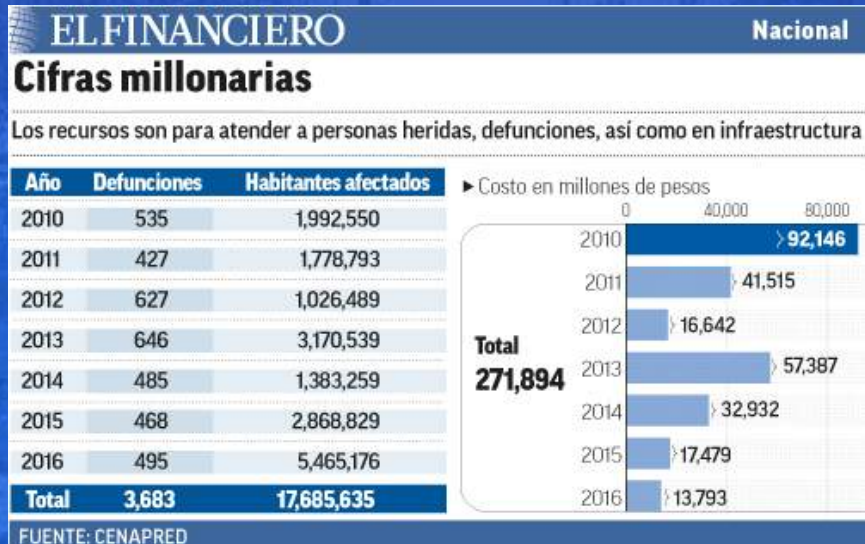 EL FINANCIERO
Nacional
Cifras millonarias
Los recursos son para atender a personas heridas, defunciones, así como en infraestructura
Año Defunciones Habitantes afectados
2010 535 1,992,550
2011 427 1,778,793
2012 627 1,026,489
2013 646 3,170,539
2014 485 1,383,259
2015 468 2,868,829
2016 495 5,465,176
Total 3,683 17,685,635
Costo en millones de pesos
0 40,000 80,000
2010 92,146
2011 41,515
2012 16,642
2013 57,387
2014 32,932
2015 17,479
2016 13,793
Total
271,894
FUENTE: CENAPRED